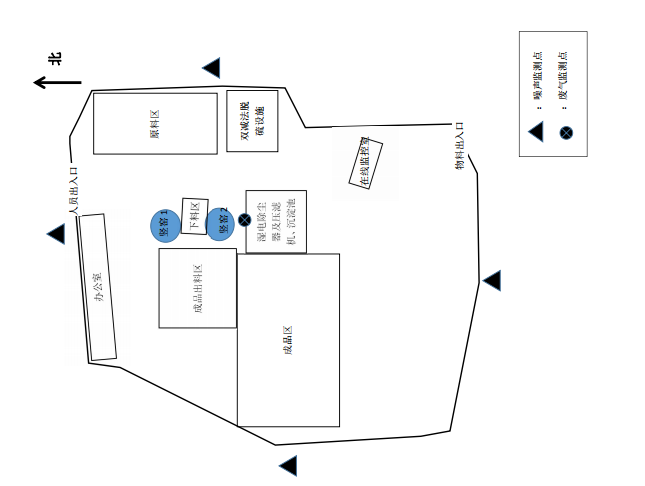 北
：噪声监测点
：废气监测点
原料区
双减法脱
硫设施
在线监控室
物料出入口
人员出入口
竖窑 1
下料区
竖窑 2
湿电除尘
器及压滤
机、沉淀池
办公室
成品出料区
成品区